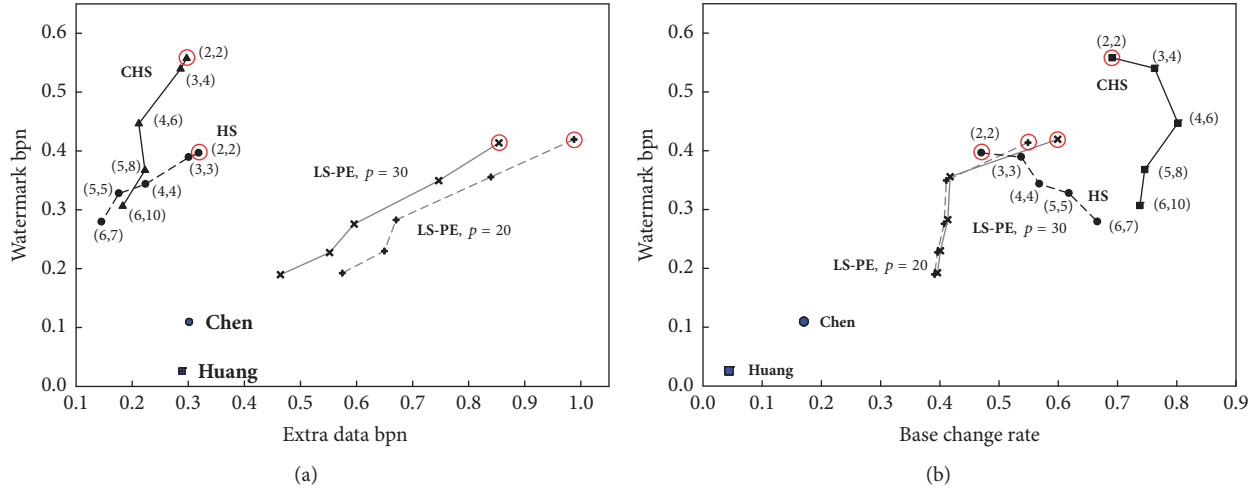 0.6
0.5
0.4
0.3
0.2
0.1
0.0
Watermark bpn
(2,2)
CHS
(3,4)
(4,6)
HS
(2,2)
(5,8)
(3,3)
(5,5)
(4,4)
(6,10)
(6,7)
LS-PE, p = 30
LS-PE, p = 20
Chen
Huang
0.1 0.2 0.3 0.4 0.5 0.6 0.7 0.8 0.9 1.0
Extra data bpn
(a)
0.6
0.5
0.4
0.3
0.2
0.1
0.0
Watermark bpn
(2,2)
(3,4)
CHS
(4,6)
(2,2)
(3,3)
(5,8)
(4,4)
HS
(5,5)
(6,10)
(6,7)
LS-PE, p = 30
LS-PE, p = 20
Chen
Huang
0.0 0.1 0.2 0.3 0.4 0.5 0.6 0.7 0.8 0.9
Base change rate
(b)